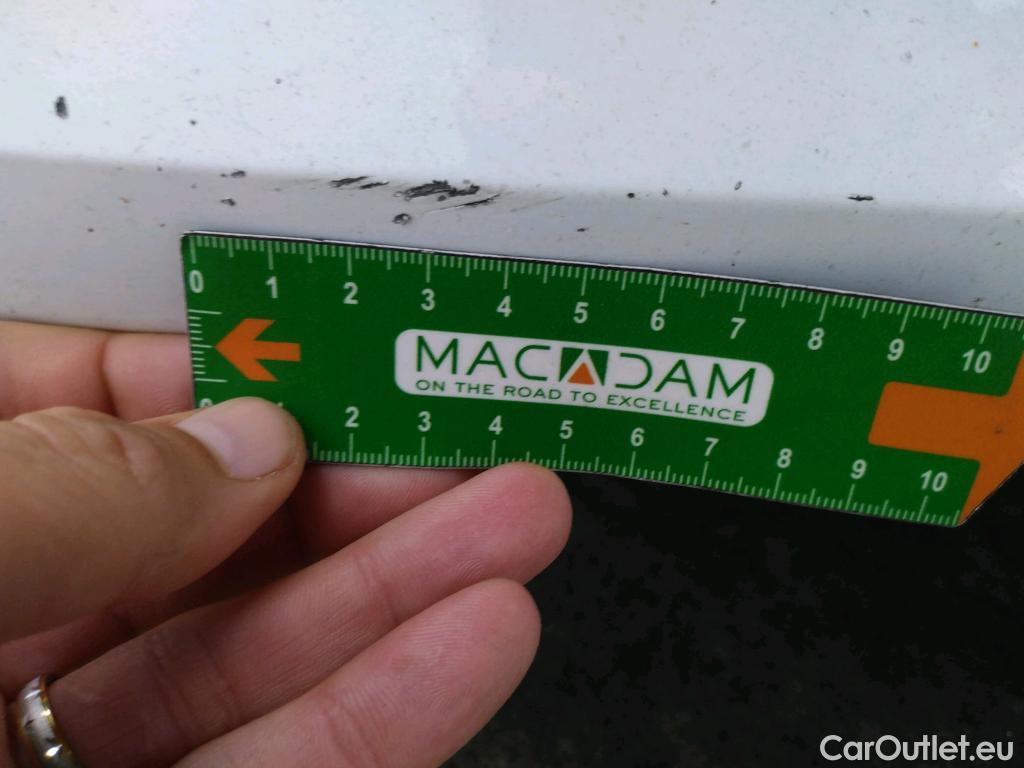 0 1 2 3 4 5 6 7 8 9 10
MACADAM
ON THE ROAD TO EXCELLENCE
2 3 4 5 6 7 8 9 10
CarOutlet.eu